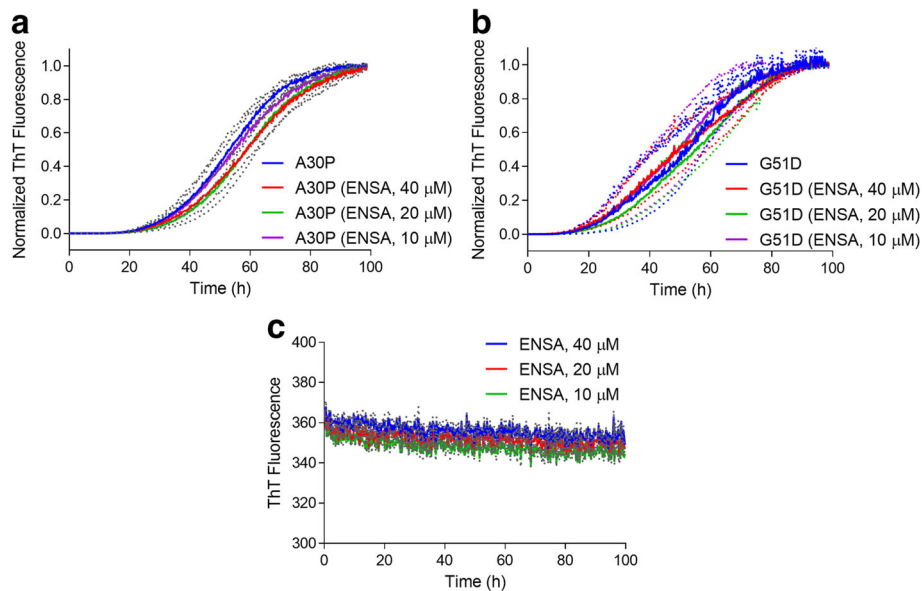 a
Normalized ThT Fluorescence
1.0
0.8
0.6
0.4
0.2
0.0
A30P
A30P (ENSA, 40 μM)
A30P (ENSA, 20 μM)
A30P (ENSA, 10 μM)
0 20 40 60 80 100
Time (h)
b
Normalized ThT Fluorescence
1.0
0.8
0.6
0.4
0.2
0.0
G51D
G51D (ENSA, 40 μM)
G51D (ENSA, 20 μM)
G51D (ENSA, 10 μM)
0 20 40 60 80 100
Time (h)
c
ThT Fluorescence
400
380
360
340
320
300
ENSA, 40 μM
ENSA, 20 μM
ENSA, 10 μM
0 20 40 60 80 100
Time (h)